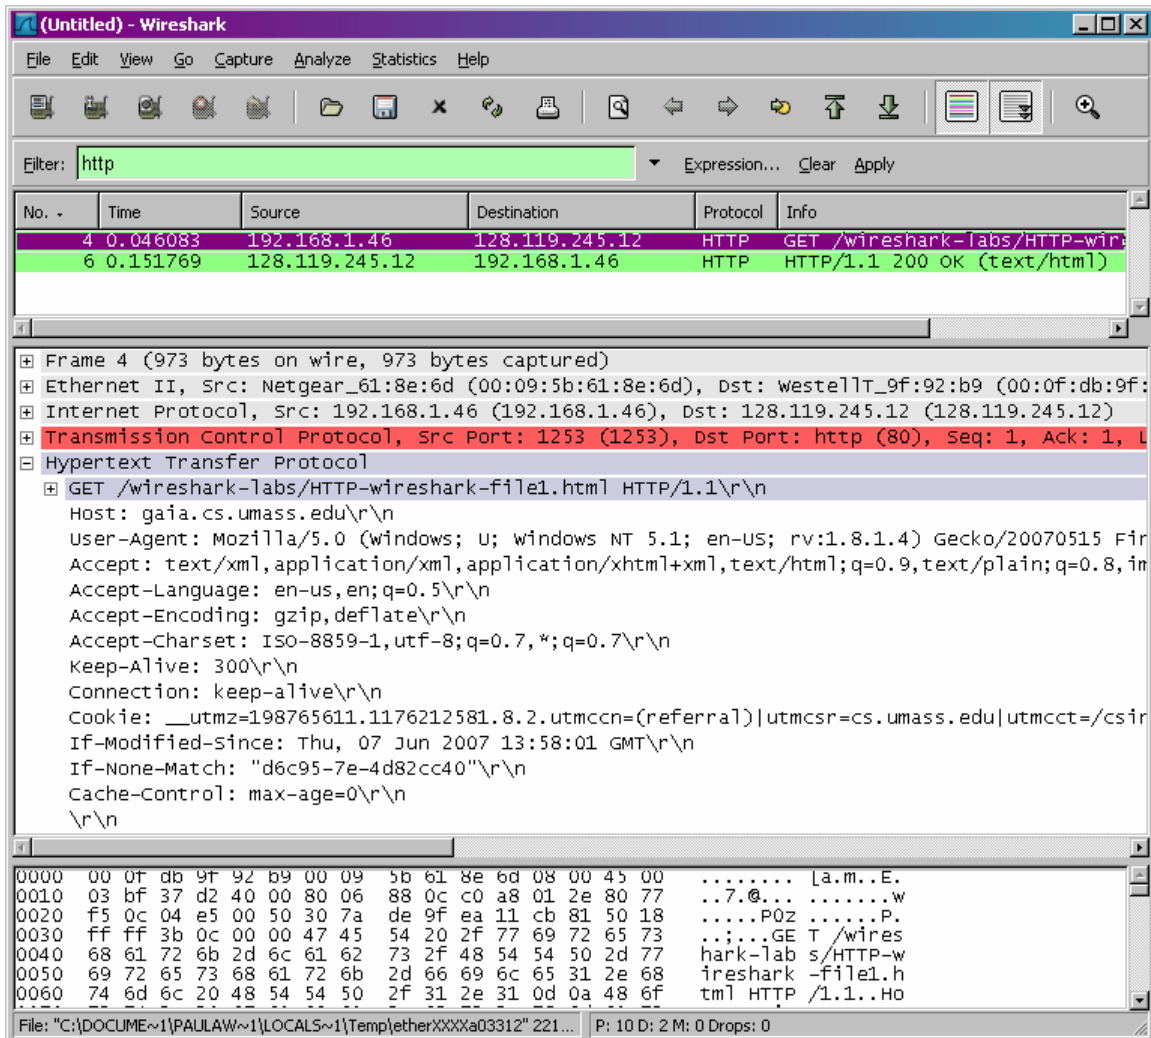 (Untitled) - Wireshark
File Edit View Go Capture Analyze Statistics Help
Filter: http Expression... Clear Apply
No. Time Source Destination Protocol Info
4 0.046083 192.168.1.46 128.119.245.12 HTTP GET /wireshark-labs/HTTP-wire
6 0.151769 128.119.245.12 192.168.1.46 HTTP HTTP/1.1 200 OK (text/html)
Frame 4 (973 bytes on wire, 973 bytes captured)
Ethernet II, Src: Netgear_61:8e:6d (00:09:5b:61:8e:6d), Dst: WestellT_9f:92:b9 (00:0f:db:9f:
Internet Protocol, Src: 192.168.1.46 (192.168.1.46), Dst: 128.119.245.12 (128.119.245.12)
Transmission Control Protocol, Src Port: 1253 (1253), Dst Port: http (80), Seq: 1, Ack: 1, L
Hypertext Transfer Protocol
GET /wireshark-labs/HTTP-wireshark-file1.html HTTP/1.1\r\n
Host: gaia.cs.umass.edu\r\n
User-Agent: Mozilla/5.0 (Windows; U; Windows NT 5.1; en-US; rv:1.8.1.4) Gecko/20070515 Fir
Accept: text/xml,application/xml,application/xhtml+xml,text/html;q=0.9,text/plain;q=0.8,im
Accept-Language: en-us,en;q=0.5\r\n
Accept-Encoding: gzip,deflate\r\n
Accept-Charset: ISO-8859-1,utf-8;q=0.7,*;q=0.7\r\n
Keep-Alive: 300\r\n
Connection: keep-alive\r\n
Cookie: __utmz=198765611.1176212581.8.2.utmccn=(referral)|utmcsr=cs.umass.edu|utmcct=/csir
If-Modified-Since: Thu, 07 Jun 2007 13:58:01 GMT\r\n
If-None-Match: "d6c95-7e-4d82cc40"\r\n
Cache-Control: max-age=0\r\n
\r\n
0000 00 0f db 9f 92 b9 00 09 5b 61 8e 6d 08 00 45 00 ........ [a.m..E.
0010 03 bf 37 d2 40 00 80 06 88 0c c0 a8 01 2e 80 77 ..7.@... .......w
0020 f5 0c 04 e5 00 50 30 7a de 9f ea 11 cb 81 50 18 .....P0z ......P.
0030 ff ff 3b 0c 00 00 47 45 54 20 2f 77 69 72 65 73 ..;...GE T /wires
0040 68 61 72 6b 2d 6c 61 62 73 2f 48 54 54 50 2d 77 hark-lab s/HTTP-w
0050 69 72 65 73 68 61 72 6b 2d 66 69 6c 65 31 2e 68 ireshark -file1.h
0060 74 6d 6c 20 48 54 54 50 2f 31 2e 31 0d 0a 48 6f tml HTTP /1.1..Ho
File: "C:\DOCUME~1\PAULAW~1\LOCALS~1\Temp\etherXXXXa03312" 221... P: 10 D: 2 M: 0 Drops: 0